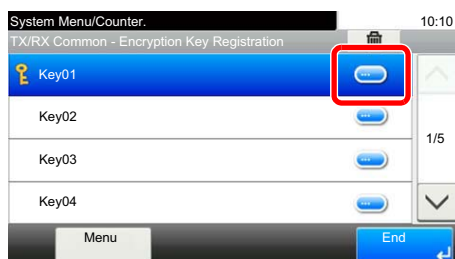 System Menu/Counter.
10:10
TX/RX Common - Encryption Key Registration
Key01
Key02
1/5
Key03
Key04
Menu
End